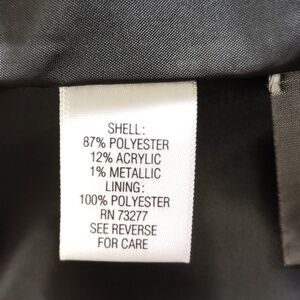 SHELL:
87% POLYESTER
12% ACRYLIC
1% METALLIC
LINING:
100% POLYESTER
RN 73277
SEE REVERSE
FOR CARE